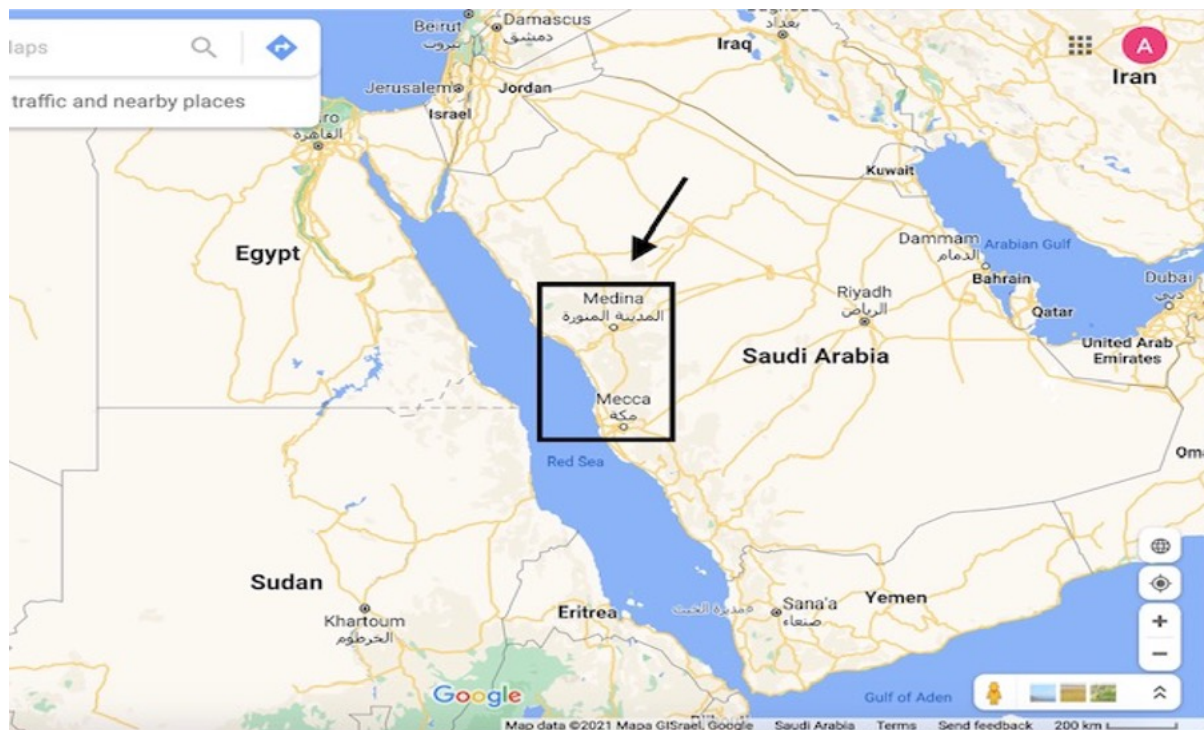 Beirut
بيروت
Damascus
دمشق
بغداد
Iraq
A
Iran
traffic and nearby places
Jerusalem
Jordan
Israel
القاهرة
Kuwait
Egypt
Dammam
الدمام
Arabian Gulf
Bahrain
Dubai
دبي
Medina
المدينة المنورة
Riyadh
الرياض
Qatar
United Arab
Emirates
Saudi Arabia
Mecca
مكة
Red Sea
Sudan
Khartoum
الخرطوم
Eritrea
مديرة الخبت
Sana'a
صنعاء
Yemen
Google
Gulf of Aden
Map data ©2021 Mapa GISrael, Google Saudi Arabia Terms Send feedback 200 km